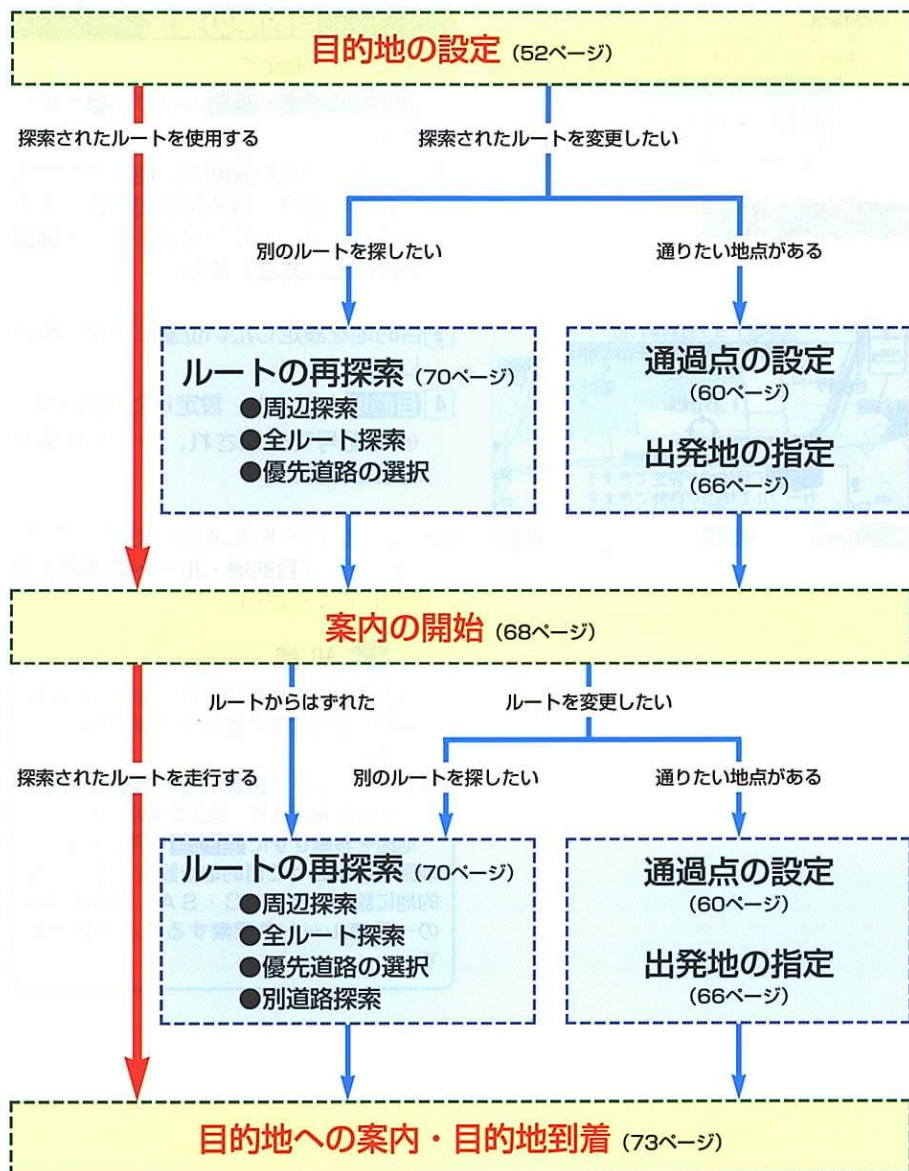 目的地の設定 (52ページ)
探索されたルートを使用する
探索されたルートを変更したい
別のルートを探したい
通りたい地点がある
ルートの再探索 (70ページ)
●周辺探索
●全ルート探索
●優先道路の選択
通過点の設定
(60ページ)
出発地の指定
(66ページ)
案内の開始 (68ページ)
ルートからはずれた
ルートを変更したい
探索されたルートを走行する
別のルートを探したい
通りたい地点がある
ルートの再探索 (70ページ)
●周辺探索
●全ルート探索
●優先道路の選択
●別道路探索
通過点の設定
(60ページ)
出発地の指定
(66ページ)
目的地への案内・目的地到着 (73ページ)